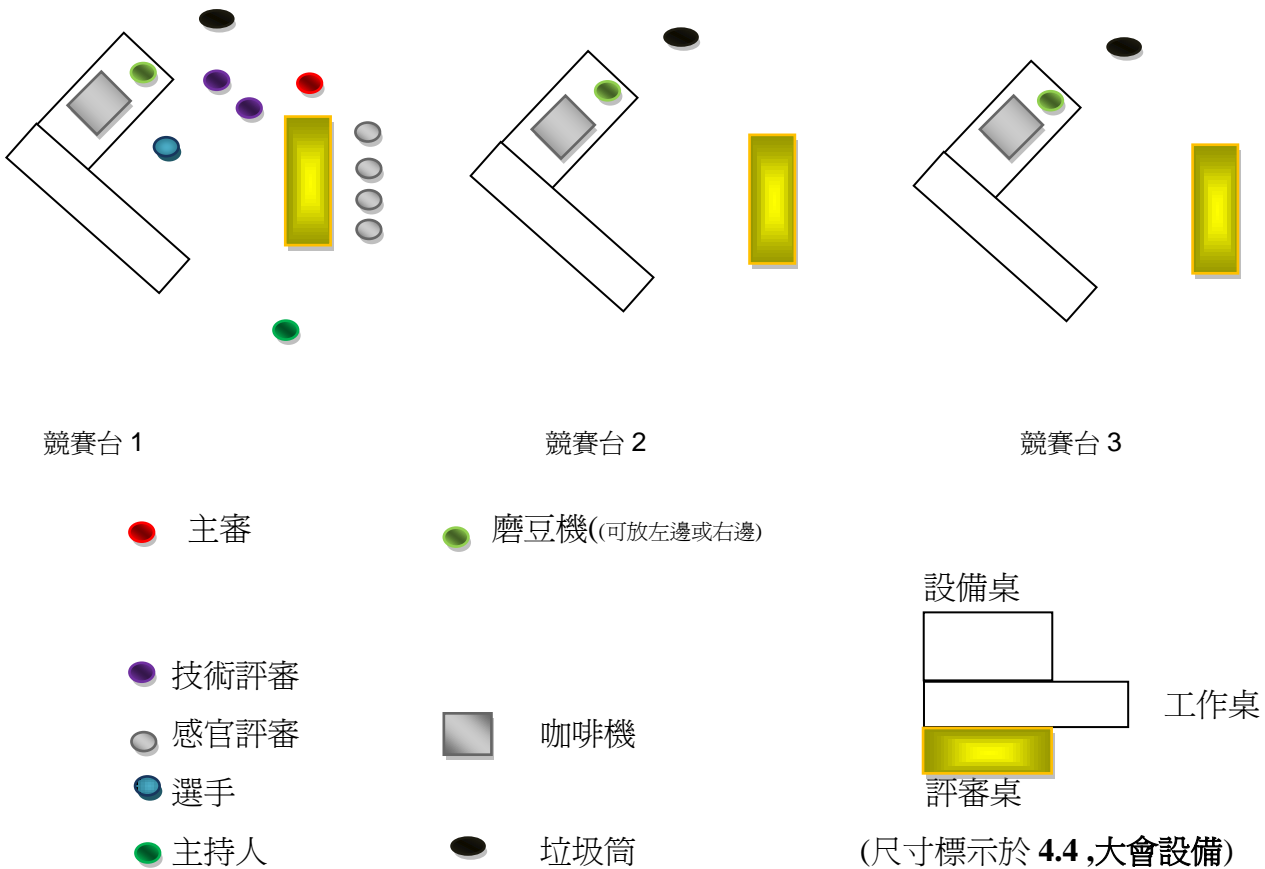 競賽台 1
競賽台 2
競賽台 3
主審
磨豆機((可放左邊或右邊)
設備桌
技術評審
工作桌
感官評審
咖啡機
選手
評審桌
主持人
垃圾筒
(尺寸標示於 4.4 ,大會設備)